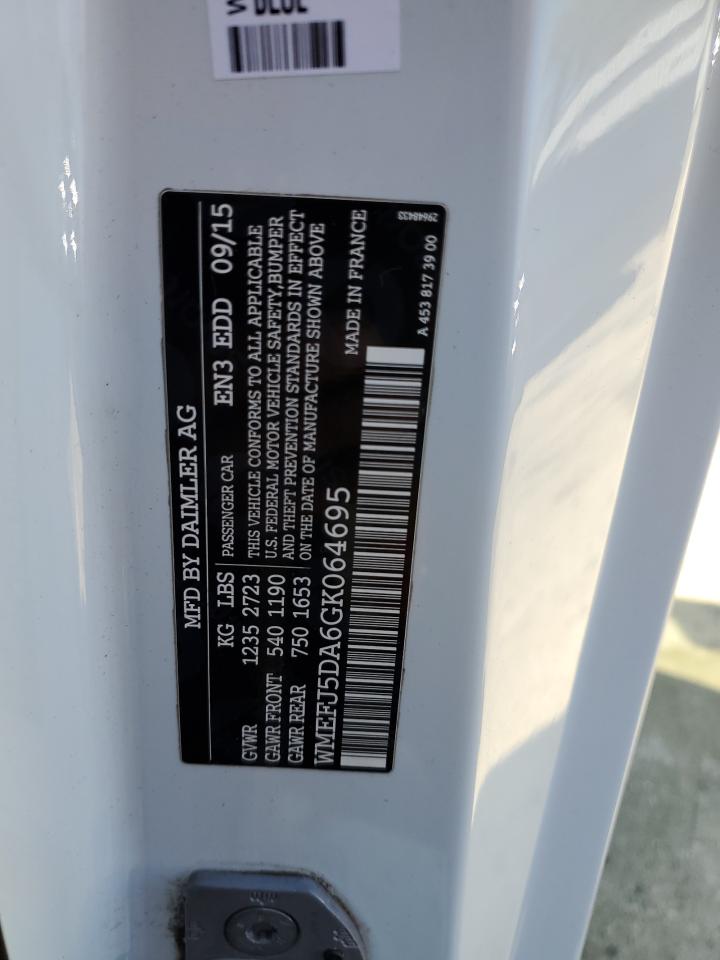 MFD BY DAIMLER AG
KG LBS PASSENGER CAR EN3 EDD 09/15
GVWR 1235 2723 THIS VEHICLE CONFORMS TO ALL APPLICABLE
GAWR FRONT 540 1190 U.S. FEDERAL MOTOR VEHICLE SAFETY,BUMPER
GAWR REAR 750 1653 AND THEFT PREVENTION STANDARDS IN EFFECT
ON THE DATE OF MANUFACTURE SHOWN ABOVE
WMEFJ5DA6GK064695 MADE IN FRANCE
A 453 817 39 00 29648433